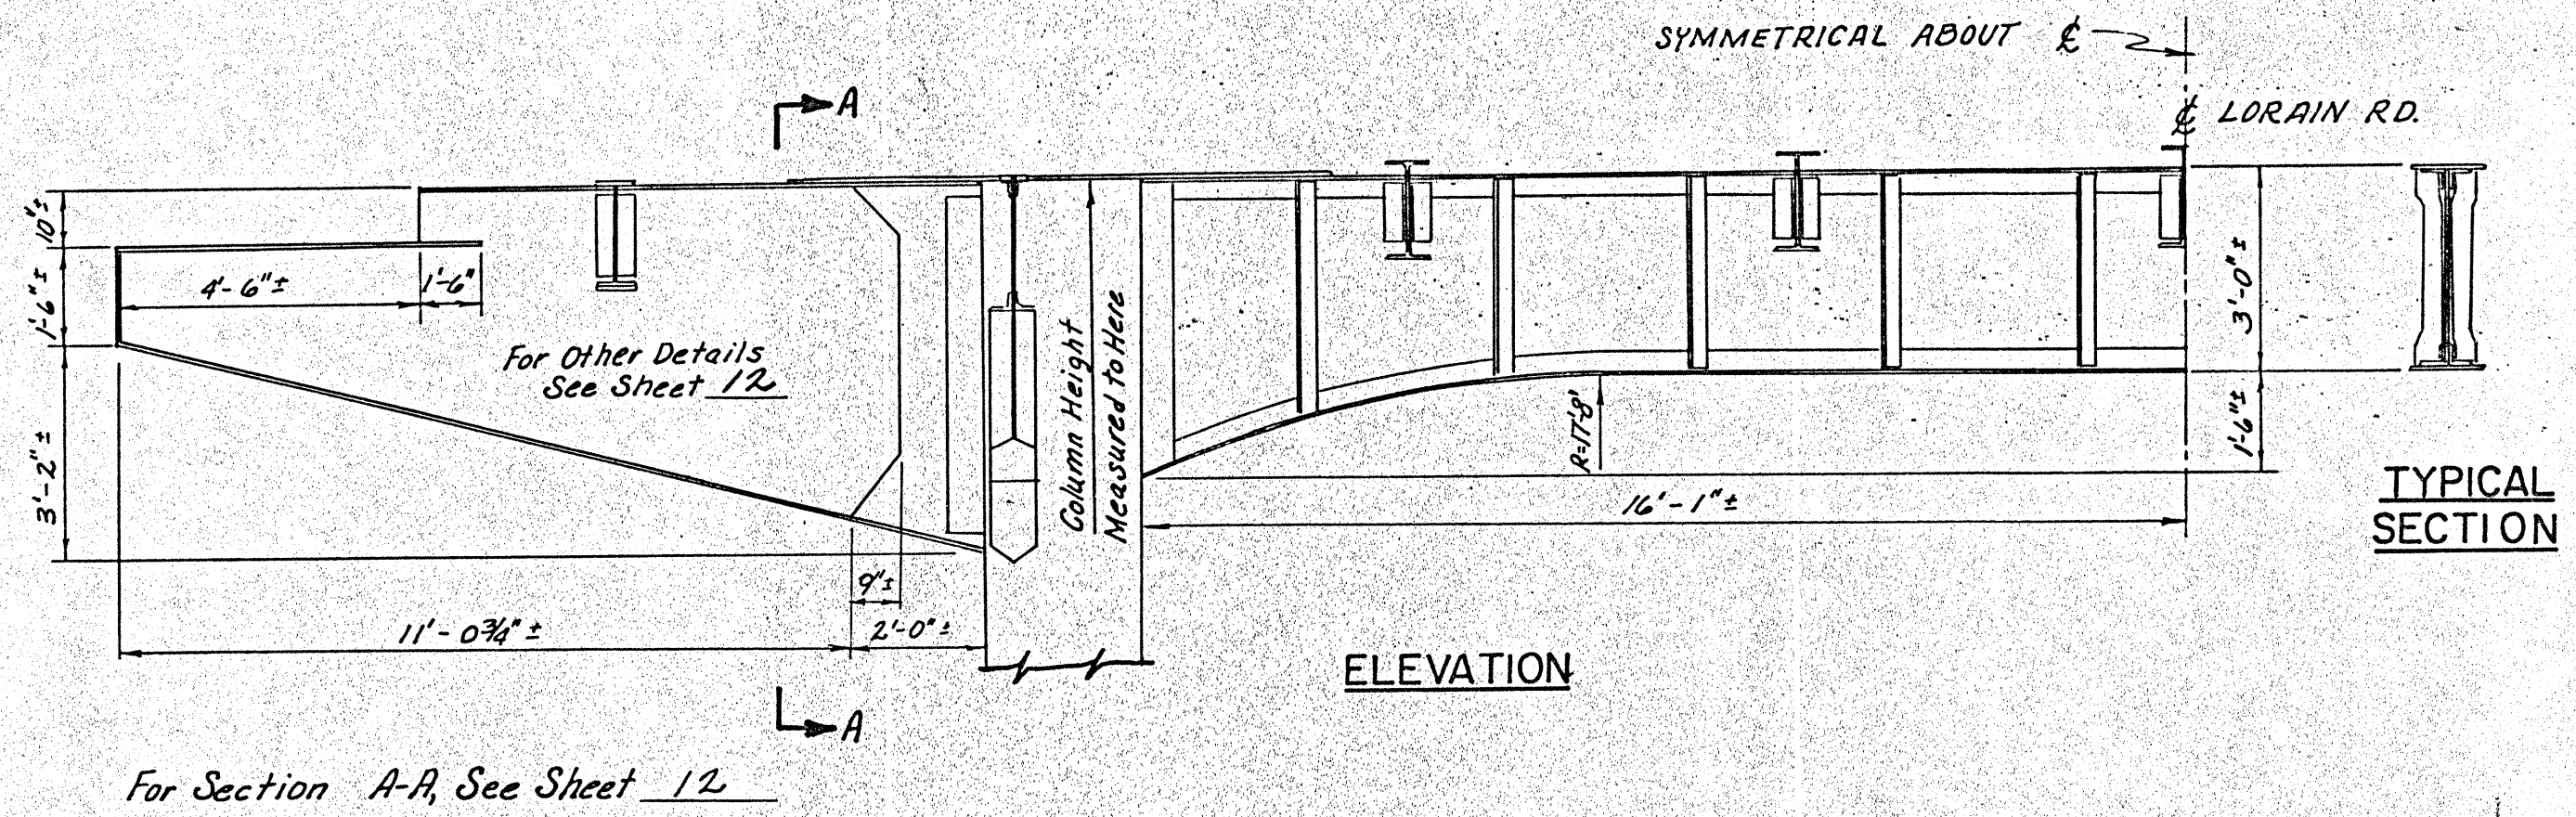 SYMMETRICAL ABOUT ℄
A
℄ LORAIN RD.
10"±
1'-6"±
4'-6"±
1'-6"
3'-0"±
For Other Details
See Sheet 12
Column Height
Measured to Here
R=17'-8'
1'-6"±
3'-2"±
16'-1"±
TYPICAL
SECTION
9"±
11'-0¾"±
2'-0"±
ELEVATION
A
For Section A-A, See Sheet 12